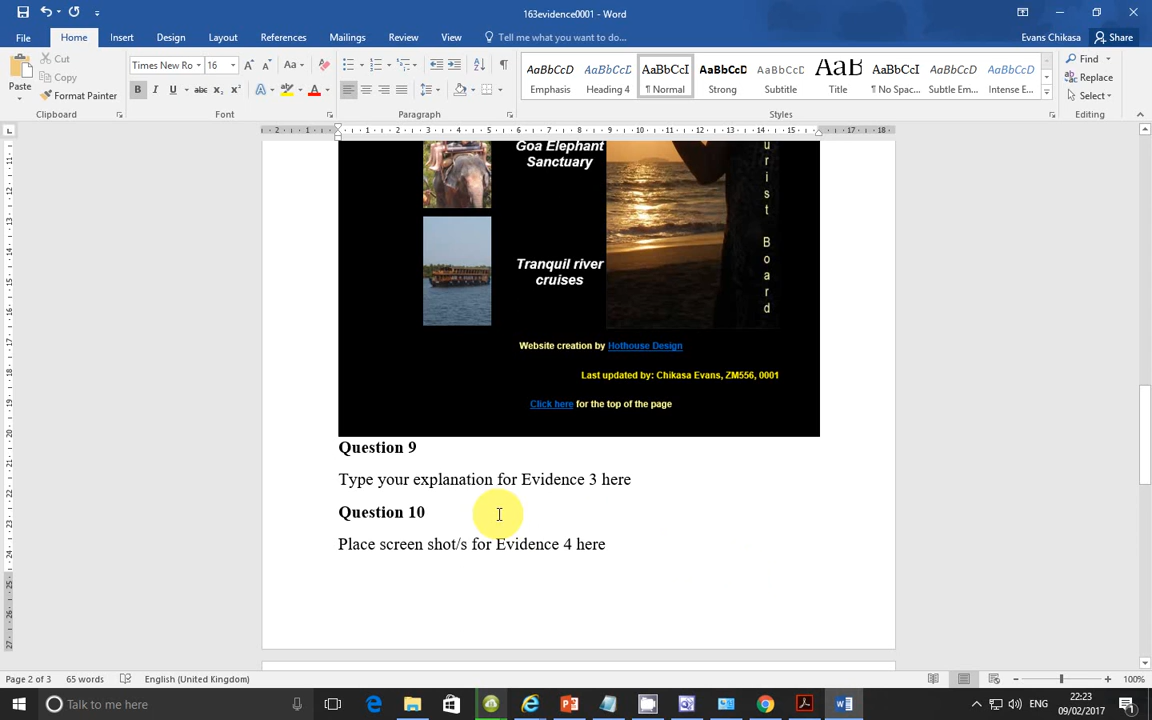 163evidence0001 - Word
File
Home
Insert
Design
Layout
References
Mailings
Review
View
Tell me what you want to do...
Evans Chikasa
Share
Paste
Cut
Copy
Format Painter
Clipboard
Times New Ro
16
Aa
B I U abc x₂ x²
Font
Paragraph
AaBbCcD
AaBbCcD
AaBbCcI
AaBbCcD
AaBbCcD
AaB
AaBbCcI
AaBbCcD
AaBbCcD
Emphasis
Heading 4
¶ Normal
Strong
Subtitle
Title
¶ No Spac...
Subtle Em...
Intense E...
Styles
Find
Replace
Select
Editing
Goa Elephant
Sanctuary
Tranquil river
cruises
u
r
i
s
t
B
o
a
r
d
Website creation by Hothouse Design
Last updated by: Chikasa Evans, ZM556, 0001
Click here for the top of the page
Question 9
Type your explanation for Evidence 3 here
Question 10
Place screen shot/s for Evidence 4 here
Page 2 of 3
65 words
English (United Kingdom)
100%
Talk to me here
ENG
22:23
09/02/2017